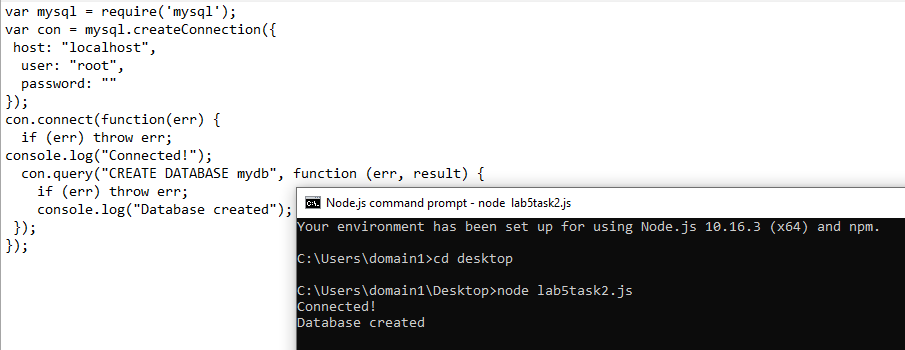 var mysql = require('mysql');
var con = mysql.createConnection({
 host: "localhost",
  user: "root",
  password: ""
});
con.connect(function(err) {
  if (err) throw err;
console.log("Connected!");
  con.query("CREATE DATABASE mydb", function (err, result) {
    if (err) throw err;
    console.log("Database created");
 });
});
Node.js command prompt - node lab5task2.js
Your environment has been set up for using Node.js 10.16.3 (x64) and npm.
C:\Users\domain1>cd desktop
C:\Users\domain1\Desktop>node lab5task2.js
Connected!
Database created